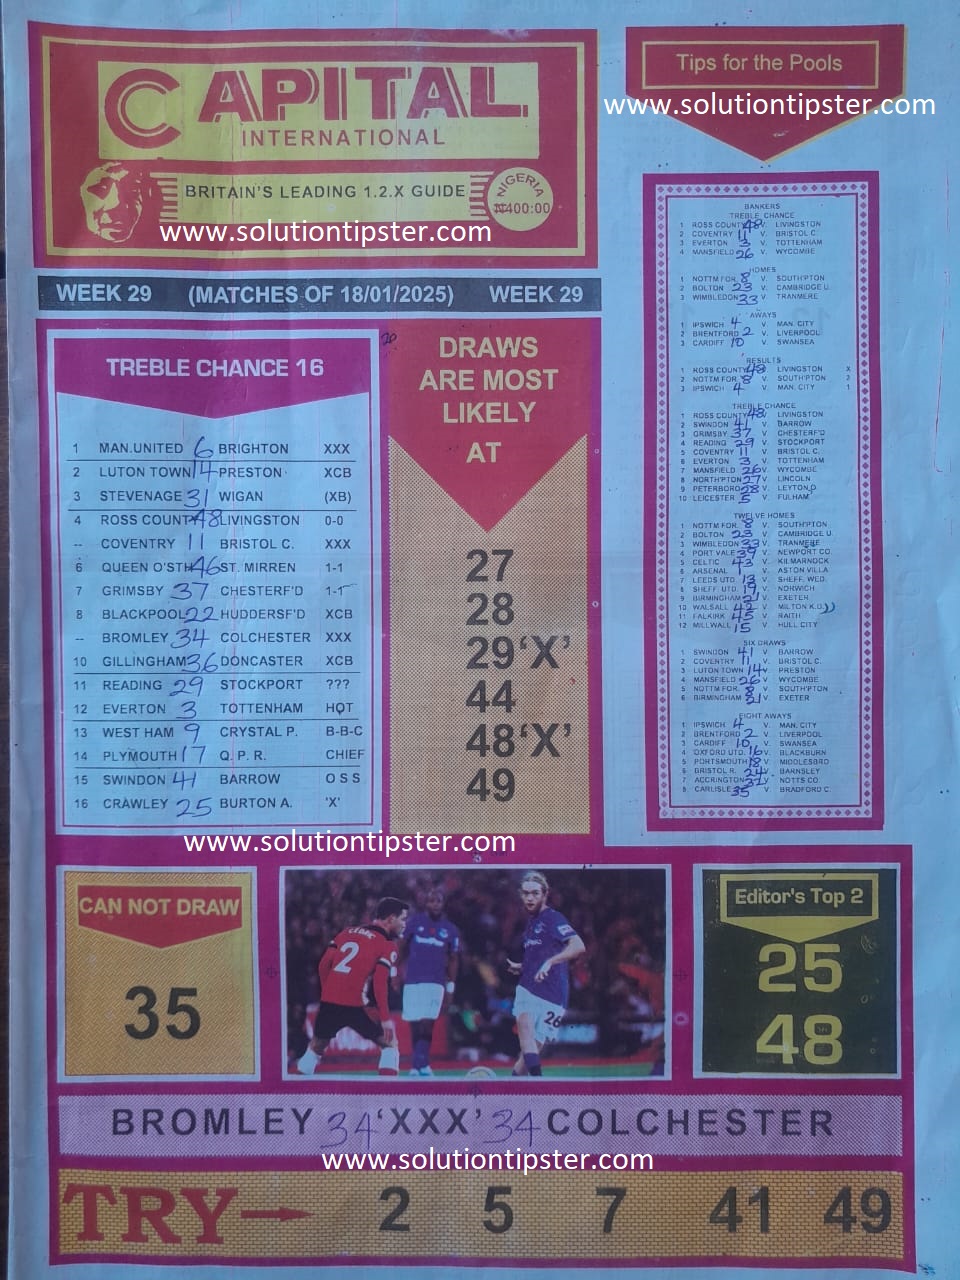 CAPITAL
INTERNATIONAL
BRITAIN'S LEADING 1.2.X GUIDE
NIGERIA
N400:00
www.solutiontipster.com
Tips for the Pools
www.solutiontipster.com
WEEK 29 (MATCHES OF 18/01/2025) WEEK 29
TREBLE CHANCE 16
1 MAN.UNITED 6 BRIGHTON XXX
2 LUTON TOWN 14 PRESTON XCB
3 STEVENAGE 31 WIGAN (XB)
4 ROSS COUNTY 48 LIVINGSTON 0-0
-- COVENTRY 11 BRISTOL C. XXX
6 QUEEN O'STH 46 ST. MIRREN 1-1
7 GRIMSBY 37 CHESTERF'D 1-1
8 BLACKPOOL 22 HUDDERSF'D XCB
-- BROMLEY 34 COLCHESTER XXX
10 GILLINGHAM 36 DONCASTER XCB
11 READING 29 STOCKPORT ???
12 EVERTON 3 TOTTENHAM HOT
13 WEST HAM 9 CRYSTAL P. B-B-C
14 PLYMOUTH 17 Q. P. R. CHIEF
15 SWINDON 41 BARROW O S S
16 CRAWLEY 25 BURTON A. 'X'
DRAWS
ARE MOST
LIKELY
AT
27
28
29 'X'
44
48 'X'
49
BANKERS
TREBLE CHANCE
1 ROSS COUNTY 48 V. LIVINGSTON
2 COVENTRY 11 V. BRISTOL C.
3 EVERTON 3 V. TOTTENHAM
4 MANSFIELD 26 V. WYCOMBE
HOMES
1 NOTTM FOR. 8 V. SOUTH'PTON
2 BOLTON 23 V. CAMBRIDGE U.
3 WIMBLEDON 33 V. TRANMERE
AWAYS
1 IPSWICH 4 V. MAN. CITY
2 BRENTFORD 2 V. LIVERPOOL
3 CARDIFF 10 V. SWANSEA
RESULTS
1 ROSS COUNTY 48 V. LIVINGSTON X
2 NOTTM FOR 8 V. SOUTH'PTON 2
3 IPSWICH 4 V. MAN. CITY 1
TREBLE CHANCE
1 ROSS COUNTY 48 V. LIVINGSTON
2 SWINDON 41 V. BARROW
3 GRIMSBY 37 V. CHESTERF'D
4 READING 29 V. STOCKPORT
5 COVENTRY 11 V. BRISTOL C.
6 EVERTON 3 V. TOTTENHAM
7 MANSFIELD 26 V. WYCOMBE
8 NORTH'PTON 27 V. LINCOLN
9 PETERBORO 28 V. LEYTON O
10 LEICESTER 5 V. FULHAM
TWELVE HOMES
1 NOTTM FOR. 8 V. SOUTH'PTON
2 BOLTON 23 V. CAMBRIDGE U.
3 WIMBLEDON 33 V. TRANMERE
4 PORT VALE 39 V. NEWPORT CO.
5 CELTIC 43 V. KILMARNOCK
6 ARSENAL 1 V. ASTON VILLA
7 LEEDS UTD. 13 V. SHEFF. WED.
8 SHEFF. UTD. 19 V. NORWICH
9 BIRMINGHAM 21 V. EXETER
10 WALSALL 42 V. MILTON K.D.
11 FALKIRK 45 V. RAITH
12 MILLWALL 15 V. HULL CITY
SIX DRAWS
1 SWINDON 41 V. BARROW
2 COVENTRY 11 V. BRISTOL C.
3 LUTON TOWN 14 V. PRESTON
4 MANSFIELD 26 V. WYCOMBE
5 NOTTM FOR. 8 V. SOUTH'PTON
6 BIRMINGHAM 21 V. EXETER
EIGHT AWAYS
1 IPSWICH 4 V. MAN. CITY
2 BRENTFORD 2 V. LIVERPOOL
3 CARDIFF 10 V. SWANSEA
4 OXFORD UTD. 16 V. BLACKBURN
5 PORTSMOUTH 18 V. MIDDLESBRO
6 BRISTOL R. 24 V. BARNSLEY
7 ACCRINGTON V. NOTTS CO
8 CARLISLE 35 V. BRADFORD C.
www.solutiontipster.com
CAN NOT DRAW
35
CEDRIC
2
26
Editor's Top 2
25
48
BROMLEY 34 'XXX' 34 COLCHESTER
www.solutiontipster.com
TRY 2 5 7 41 49